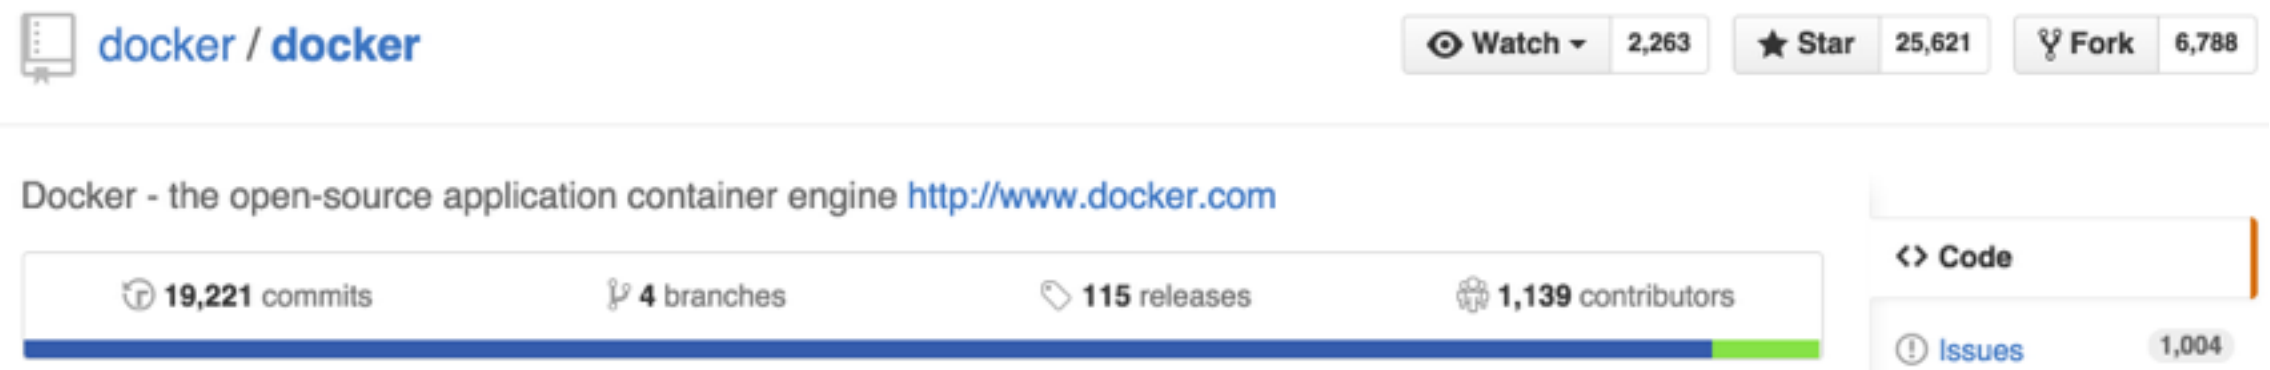 docker / docker
Watch 2,263 Star 25,621 Fork 6,788
Docker - the open-source application container engine http://www.docker.com
19,221 commits 4 branches 115 releases 1,139 contributors
<> Code
Issues 1,004